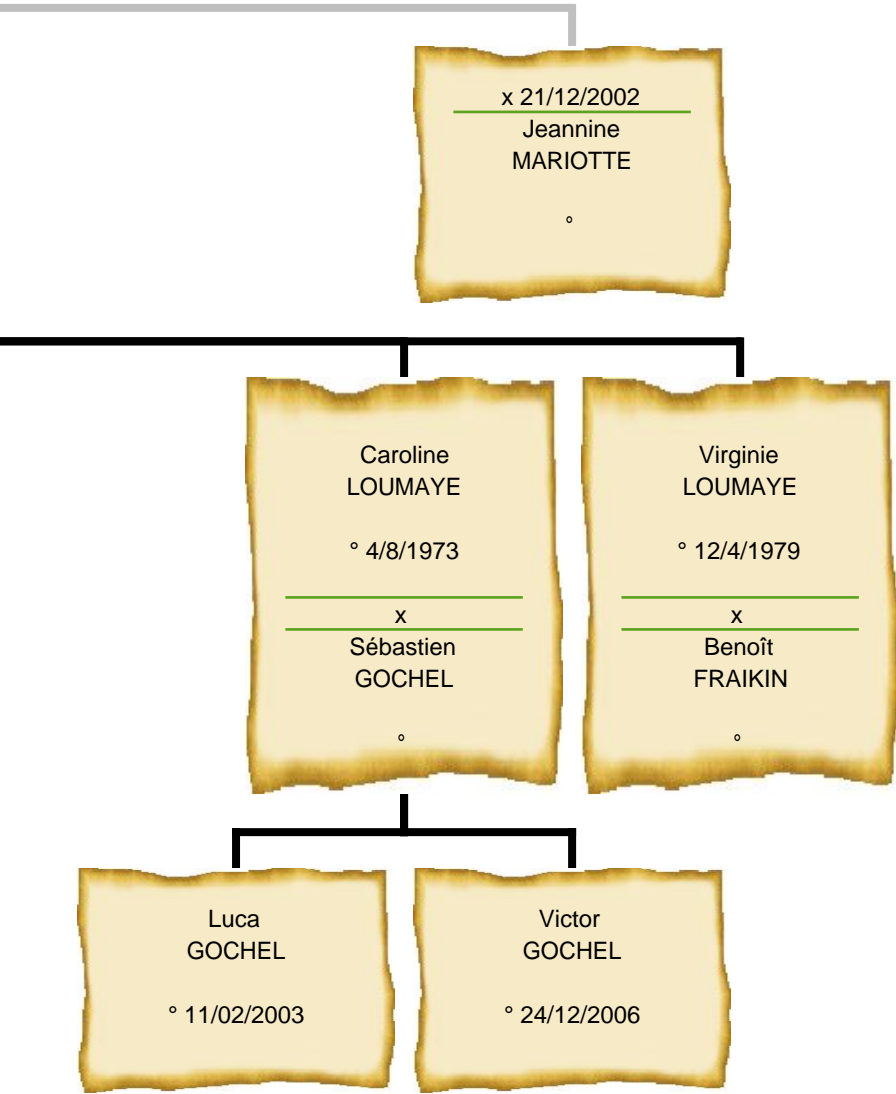 x 21/12/2002
Jeannine
MARIOTTE
°
Caroline
LOUMAYE
° 4/8/1973
x
Sébastien
GOCHEL
°
Virginie
LOUMAYE
° 12/4/1979
x
Benoît
FRAIKIN
°
Luca
GOCHEL
° 11/02/2003
Victor
GOCHEL
° 24/12/2006